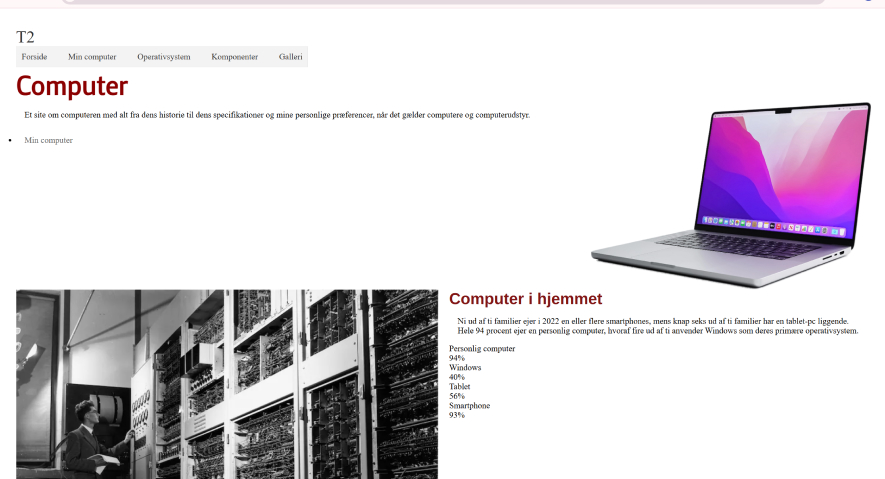 T2
Forside Min computer Operativsystem Komponenter Galleri
Computer
Et site om computeren med alt fra dens historie til dens specifikationer og mine personlige præferencer, når det gælder computere og computerudstyr.
Min computer
Computer i hjemmet
Ni ud af ti familier ejer i 2022 en eller flere smartphones, mens knap seks ud af ti familier har en tablet-pc liggende.
Hele 94 procent ejer en personlig computer, hvoraf fire ud af ti anvender Windows som deres primære operativsystem.
Personlig computer
94%
Windows
40%
Tablet
56%
Smartphone
93%